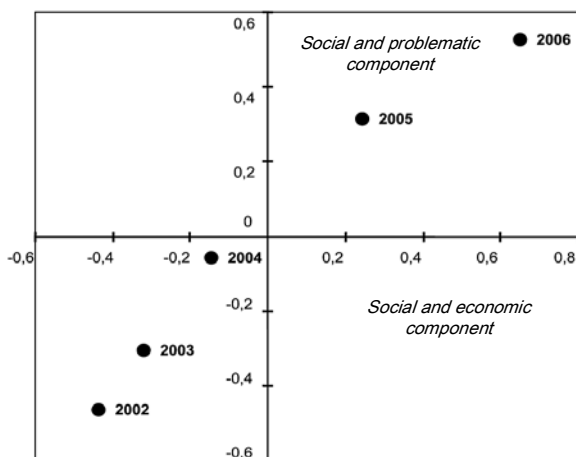 0,6
Social and problematic
component
2006
0,4
2005
0,2
0
-0,6 -0,4 -0,2 2004 0,2 0,4 0,6 0,8
-0,2
Social and economic
component
2003
-0,4
2002
-0,6